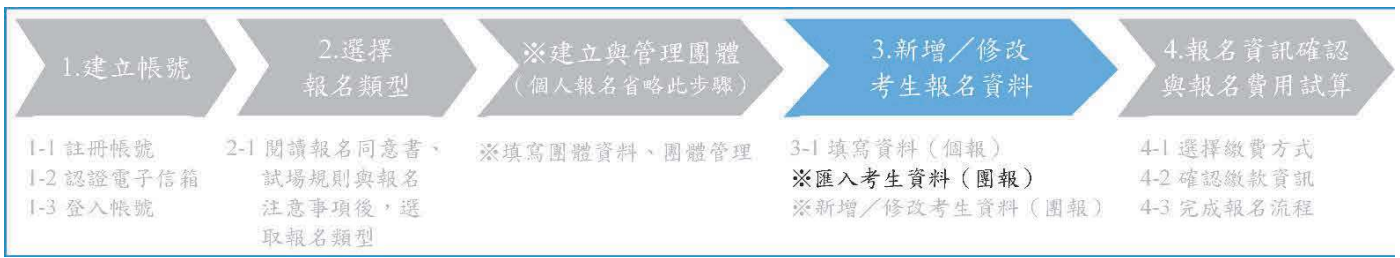 1.建立帳號
2.選擇
報名類型
※建立與管理團體
(個人報名省略此步驟)
3.新增／修改
考生報名資料
4.報名資訊確認
與報名費用試算
1-1 註冊帳號
1-2 認證電子信箱
1-3 登入帳號
2-1 閱讀報名同意書、
試場規則與報名
注意事項後，選
取報名類型
※填寫團體資料、團體管理
3-1 填寫資料(個報)
※匯入考生資料(團報)
※新增／修改考生資料(團報)
4-1 選擇繳費方式
4-2 確認繳款資訊
4-3 完成報名流程